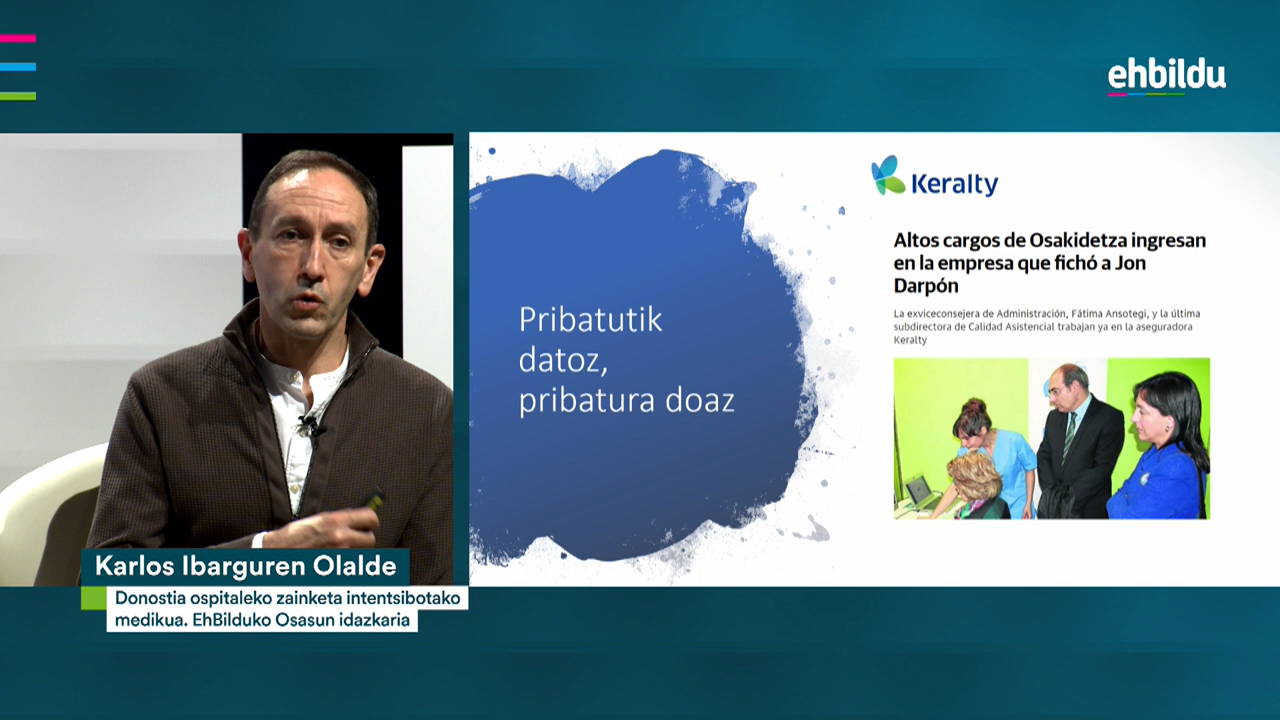 ehbildu
Keralty
Altos cargos de Osakidetza ingresan
en la empresa que fichó a Jon
Darpón
La exviceconsejera de Administración, Fátima Ansotegi, y la última
subdirectora de Calidad Asistencial trabajan ya en la aseguradora
Keralty
Pribatutik
datoz,
pribatura doaz
Karlos Ibarguren Olalde
Donostia ospitaleko zainketa intentsibotako
medikua. EhBilduko Osasun idazkaria